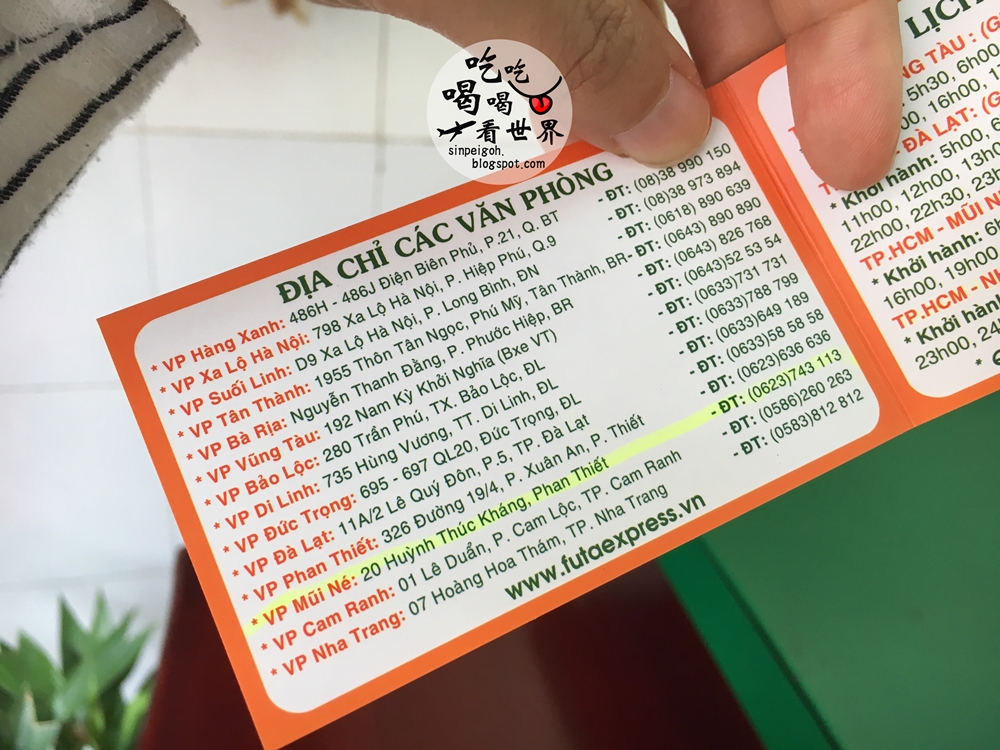 吃吃
喝喝
看世界
sinpeigoh.
blogspot.com
ĐỊA CHỈ CÁC VĂN PHÒNG
* VP Hàng Xanh: 486H - 486J Điện Biên Phủ, P.21, Q. BT - ĐT: (08)38 990 150
* VP Xa Lộ Hà Nội: 798 Xa Lộ Hà Nội, P. Hiệp Phú, Q.9 - ĐT: (08)38 973 894
* VP Suối Linh: D9 Xa Lộ Hà Nội, P. Long Bình, ĐN - ĐT: (0618) 890 639
* VP Tân Thành: 1955 Thôn Tân Ngọc, Phú Mỹ, Tân Thành, BR - ĐT: (0643) 890 890
* VP Bà Rịa: Nguyễn Thanh Đằng, P. Phước Hiệp, BR - ĐT: (0643) 826 768
* VP Vũng Tàu: 192 Nam Kỳ Khởi Nghĩa (Bxe VT) - ĐT: (0643)52 53 54
* VP Bảo Lộc: 280 Trần Phú, TX. Bảo Lộc, ĐL - ĐT: (0633)731 731
* VP Di Linh: 735 Hùng Vương, TT. Di Linh, ĐL - ĐT: (0633)788 799
* VP Đức Trọng: 695 - 697 QL20, Đức Trọng, ĐL - ĐT: (0633)649 189
* VP Đà Lạt: 11A/2 Lê Quý Đôn, P.5, TP. Đà Lạt - ĐT: (0633)58 58 58
* VP Phan Thiết: 326 Đường 19/4, P. Xuân An, P. Thiết - ĐT: (0623)636 636
* VP Mũi Né: 20 Huỳnh Thúc Kháng, Phan Thiết - ĐT: (0623)743 113
* VP Cam Ranh: 01 Lê Duẩn, P. Cam Lộc, TP. Cam Ranh - ĐT: (0586)260 263
* VP Nha Trang: 07 Hoàng Hoa Thám, TP. Nha Trang - ĐT: (0583)812 812
www.futaexpress.vn
LỊC
NG TÀU : (G
5h30, 6h00
00, 16h00, 1
ĐÀ LẠT: (G
* Khởi hành: 5h00, 6
11h00, 12h00, 13h0
22h00, 22h30, 23h
TP.HCM - MŨI N
* Khởi hành: 6h
16h00, 19h00
TP.HCM - N
* Khởi hành
23h00, 24